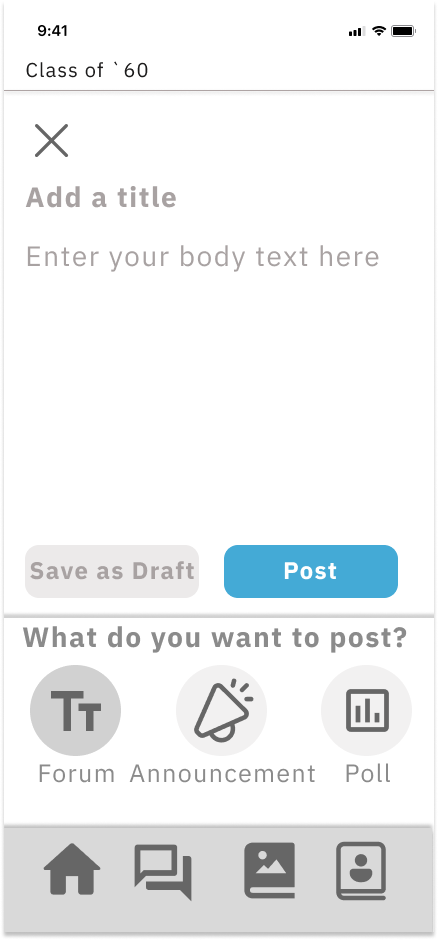 9:41
Class of `60
Add a title
Enter your body text here
Save as Draft Post
What do you want to post?
Tt
Forum Announcement Poll